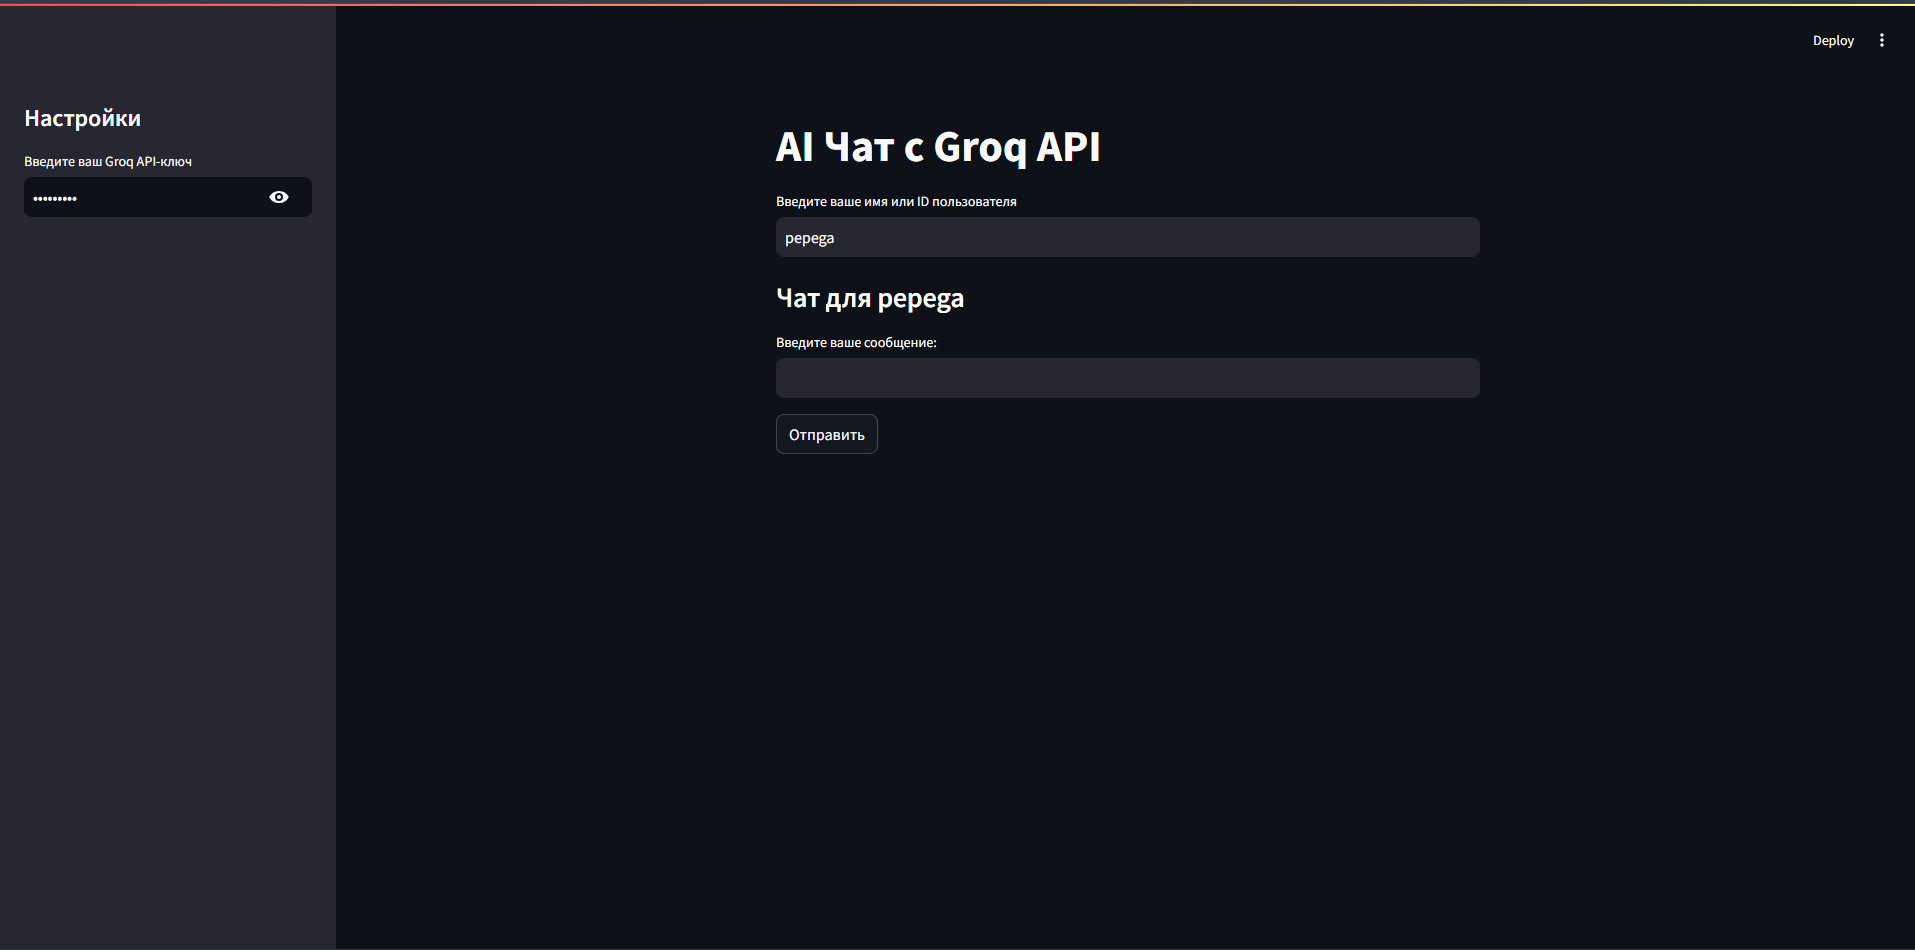 Deploy
Настройки
Введите ваш Groq API-ключ
•••••••••
AI Чат с Groq API
Введите ваше имя или ID пользователя
pepega
Чат для pepega
Введите ваше сообщение:
Отправить